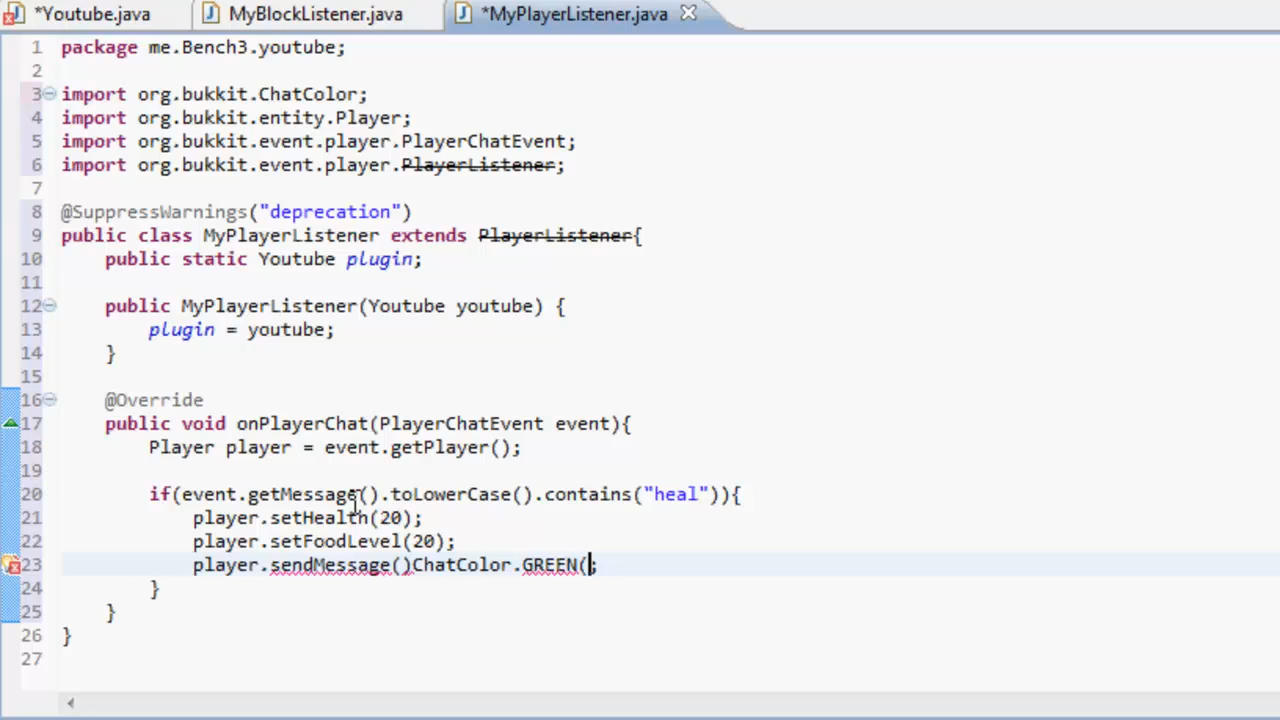 *Youtube.java MyBlockListener.java *MyPlayerListener.java
1 package me.Bench3.youtube;
2
3 import org.bukkit.ChatColor;
4 import org.bukkit.entity.Player;
5 import org.bukkit.event.player.PlayerChatEvent;
6 import org.bukkit.event.player.PlayerListener;
7
8 @SuppressWarnings("deprecation")
9 public class MyPlayerListener extends PlayerListener{
10 public static Youtube plugin;
11
12 public MyPlayerListener(Youtube youtube) {
13 plugin = youtube;
14 }
15
16 @Override
17 public void onPlayerChat(PlayerChatEvent event){
18 Player player = event.getPlayer();
19
20 if(event.getMessage().toLowerCase().contains("heal")){
21 player.setHealth(20);
22 player.setFoodLevel(20);
23 player.sendMessage()ChatColor.GREEN(;
24 }
25 }
26 }
27